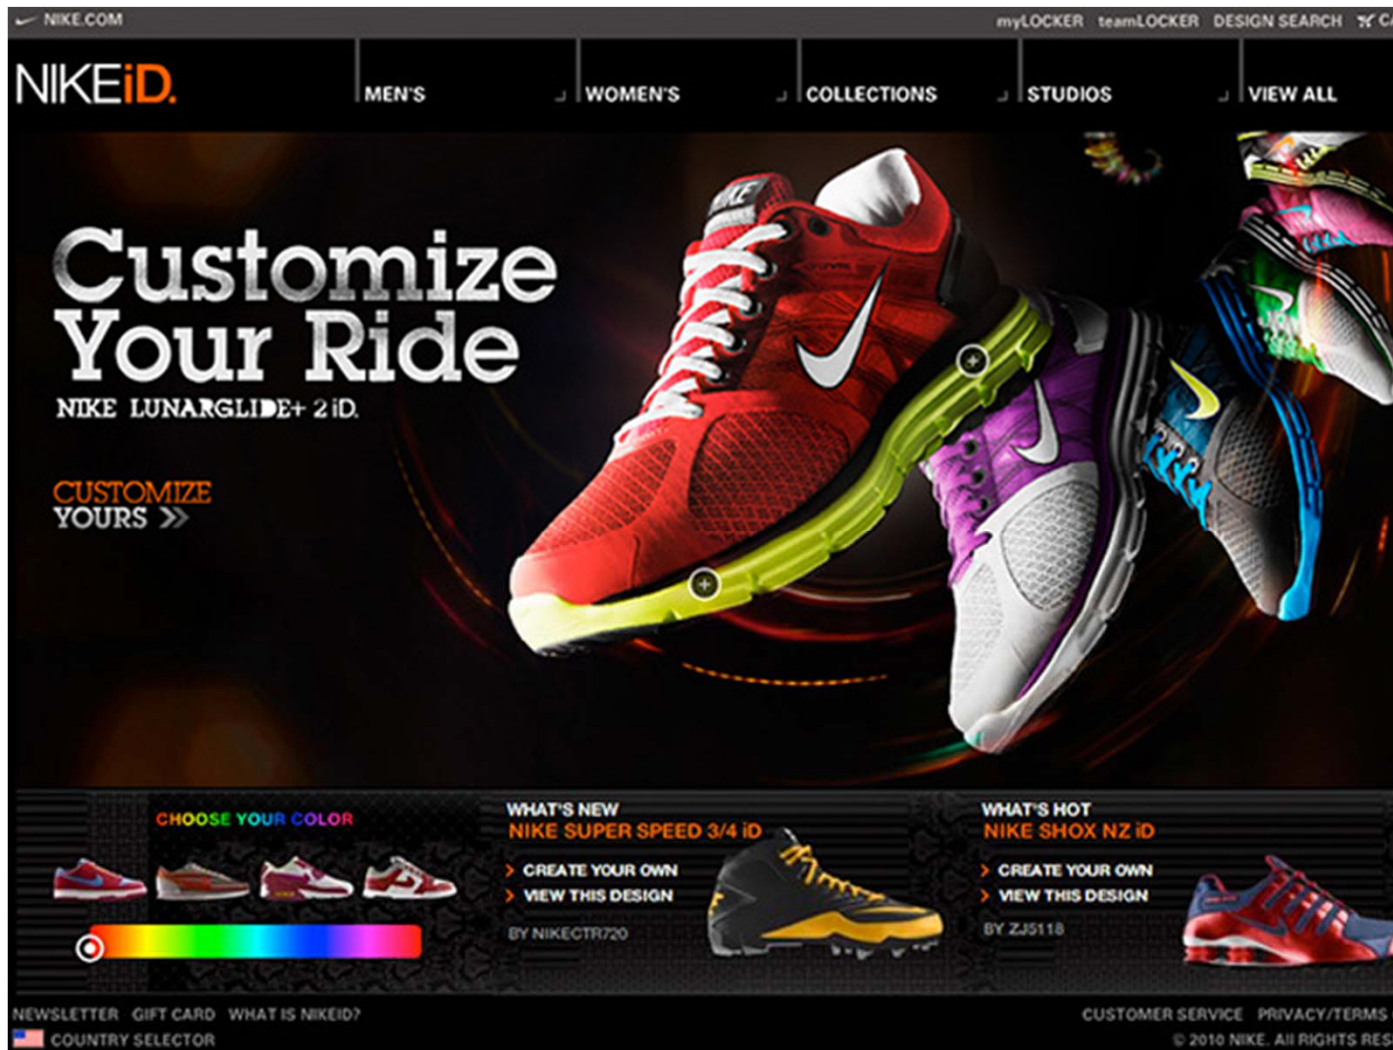 NIKE.COM
myLOCKER teamLOCKER DESIGN SEARCH
NIKEiD.
MEN'S WOMEN'S COLLECTIONS STUDIOS VIEW ALL
NIKE
Customize
Your Ride
NIKE LUNARGLIDE+ 2 iD.
CUSTOMIZE
YOURS
CHOOSE YOUR COLOR
WHAT'S NEW
NIKE SUPER SPEED 3/4 iD
CREATE YOUR OWN
VIEW THIS DESIGN
BY NIKECTR720
WHAT'S HOT
NIKE SHOX NZ iD
CREATE YOUR OWN
VIEW THIS DESIGN
BY ZJ5118
NEWSLETTER GIFT CARD WHAT IS NIKEID?
CUSTOMER SERVICE PRIVACY/TERMS
COUNTRY SELECTOR
© 2010 NIKE. All RIGHTS RES